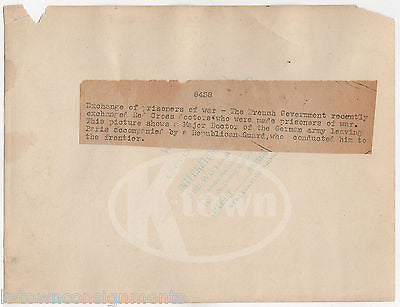 8458
Exchange of prisoners of war - The French Government recently
exchanged Red Cross doctors who were made prisoners of war.
This picture shows a Major Doctor of the German army leaving
Paris accompanied by a Republican Guard, who conducted him to
the frontier.
K-town
ktownconsignments